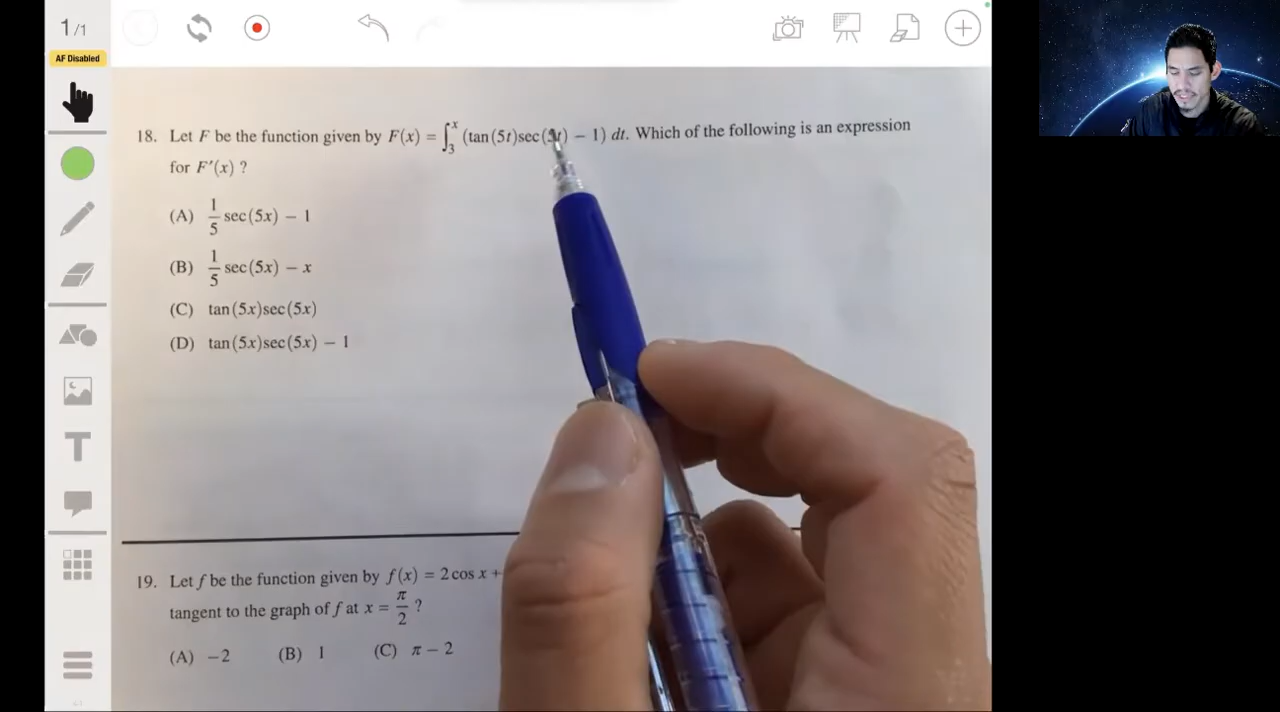 1/1
AF Disabled
18. Let F be the function given by F(x) = ∫₃ˣ (tan(5t)sec(5t) − 1) dt. Which of the following is an expression
for F′(x) ?
(A) 1/5 sec(5x) − 1
(B) 1/5 sec(5x) − x
(C) tan(5x)sec(5x)
(D) tan(5x)sec(5x) − 1
T
19. Let f be the function given by f(x) = 2 cos x +
tangent to the graph of f at x = π/2 ?
(A) −2 (B) 1 (C) π − 2